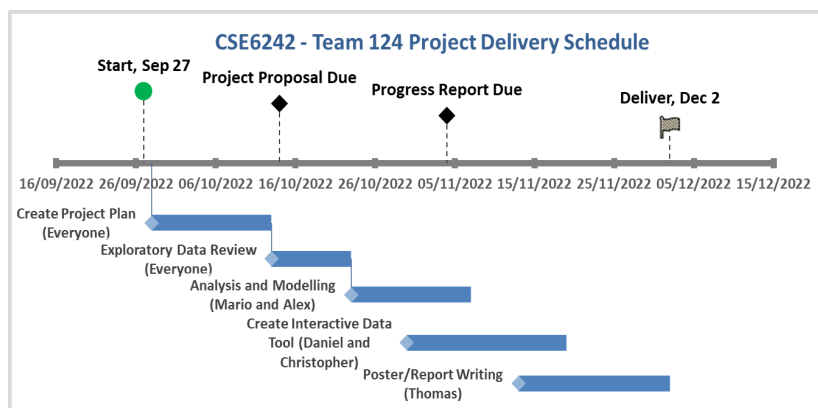 CSE6242 - Team 124 Project Delivery Schedule
Start, Sep 27
Project Proposal Due
Progress Report Due
Deliver, Dec 2
16/09/2022 26/09/2022 06/10/2022 16/10/2022 26/10/2022 05/11/2022 15/11/2022 25/11/2022 05/12/2022 15/12/2022
Create Project Plan
(Everyone)
Exploratory Data Review
(Everyone)
Analysis and Modelling
(Mario and Alex)
Create Interactive Data
Tool (Daniel and
Christopher)
Poster/Report Writing
(Thomas)